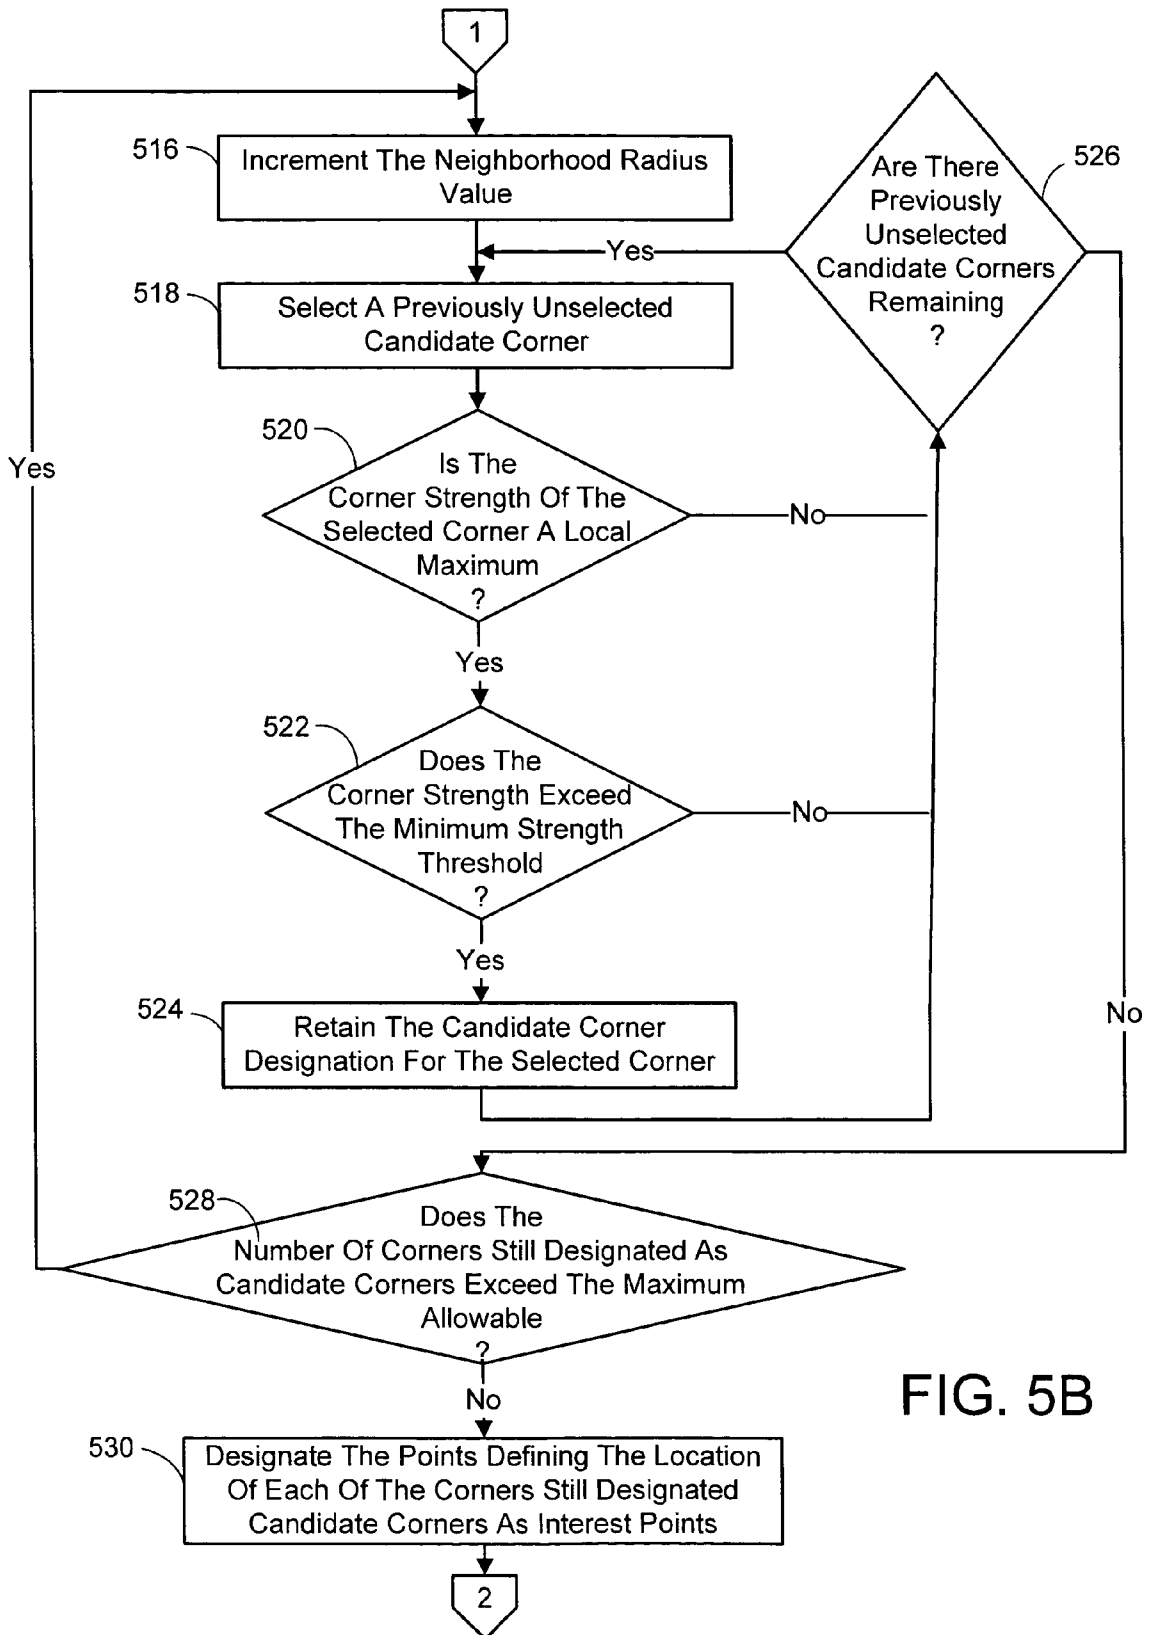 1
516
Increment The Neighborhood Radius
Value
Are There
Previously
Unselected
Candidate Corners
Remaining
?
526
Yes
518
Select A Previously Unselected
Candidate Corner
520
Is The
Corner Strength Of The
Selected Corner A Local
Maximum
?
No
Yes
Yes
522
Does The
Corner Strength Exceed
The Minimum Strength
Threshold
?
No
Yes
524
Retain The Candidate Corner
Designation For The Selected Corner
No
528
Does The
Number Of Corners Still Designated As
Candidate Corners Exceed The Maximum
Allowable
?
No
FIG. 5B
530
Designate The Points Defining The Location
Of Each Of The Corners Still Designated
Candidate Corners As Interest Points
2